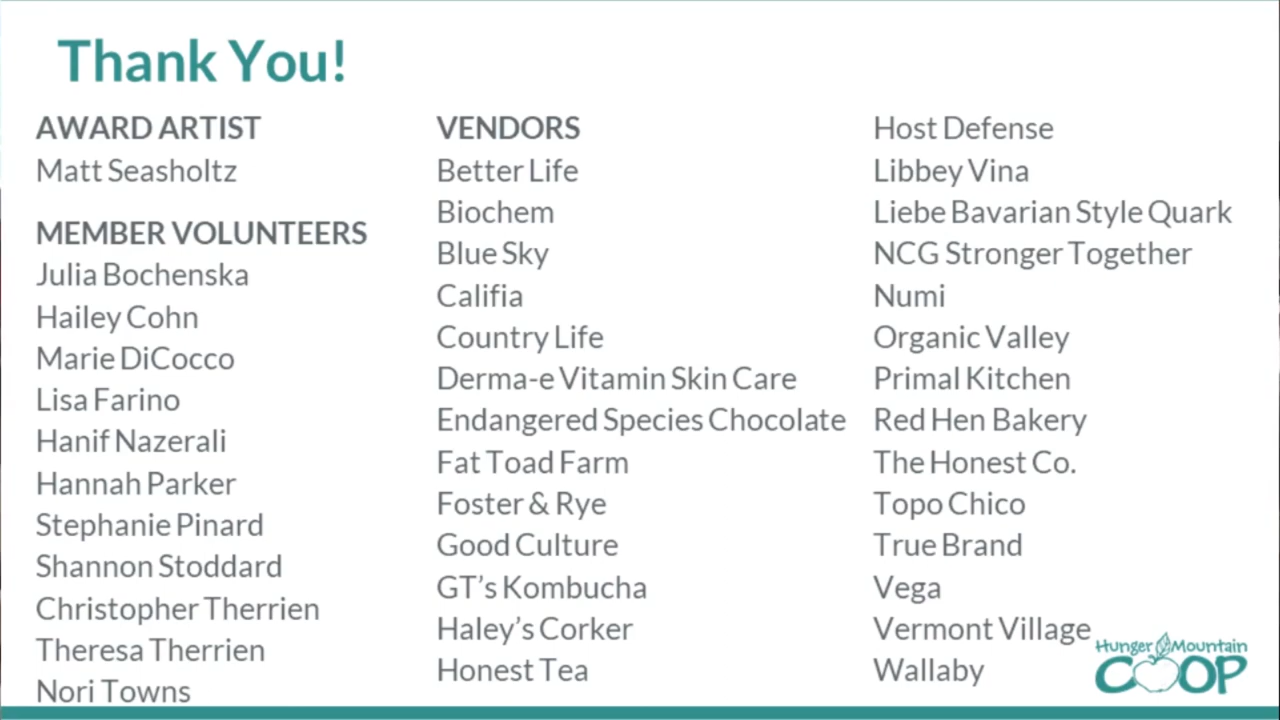 Thank You!
AWARD ARTIST
Matt Seasholtz
MEMBER VOLUNTEERS
Julia Bochenska
Hailey Cohn
Marie DiCocco
Lisa Farino
Hanif Nazerali
Hannah Parker
Stephanie Pinard
Shannon Stoddard
Christopher Therrien
Theresa Therrien
Nori Towns
VENDORS
Better Life
Biochem
Blue Sky
Califia
Country Life
Derma-e Vitamin Skin Care
Endangered Species Chocolate
Fat Toad Farm
Foster & Rye
Good Culture
GT’s Kombucha
Haley’s Corker
Honest Tea
Host Defense
Libbey Vina
Liebe Bavarian Style Quark
NCG Stronger Together
Numi
Organic Valley
Primal Kitchen
Red Hen Bakery
The Honest Co.
Topo Chico
True Brand
Vega
Vermont Village
Wallaby
Hunger Mountain
COOP